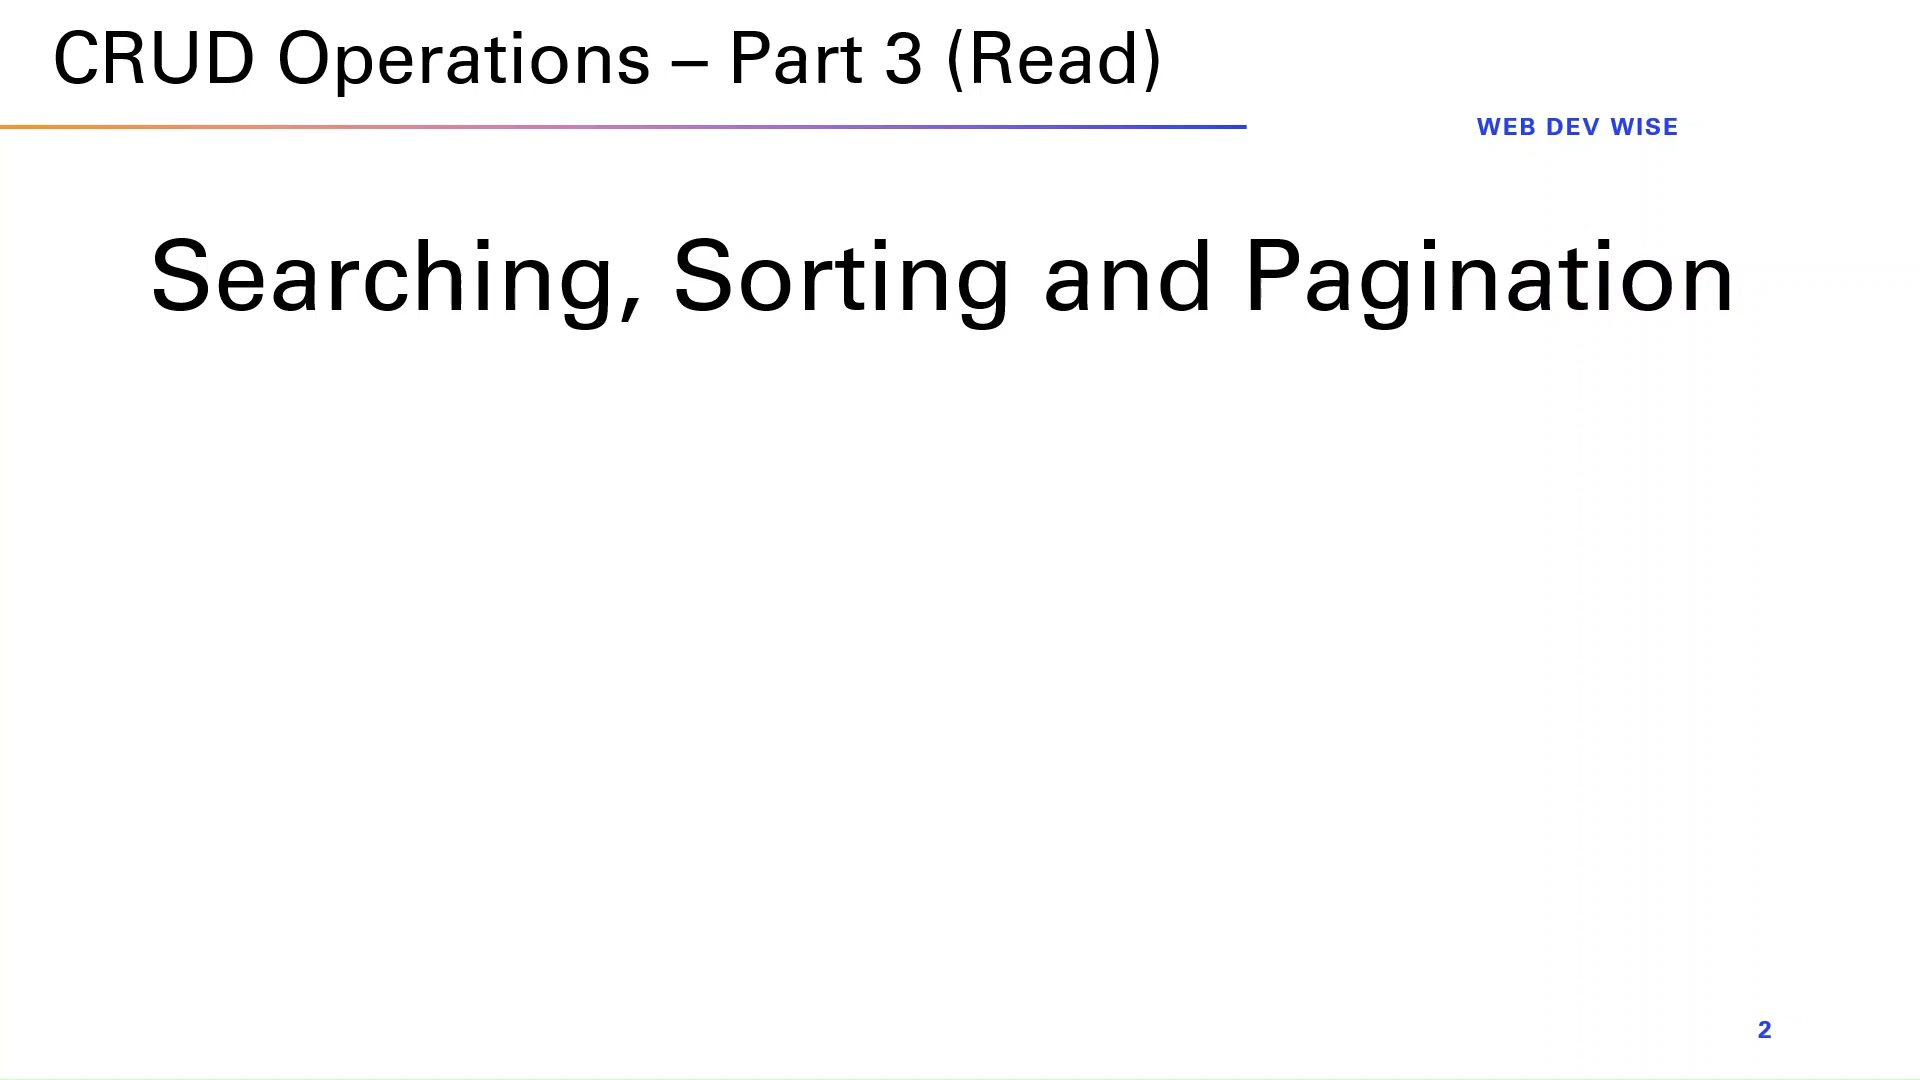 CRUD Operations – Part 3 (Read)
WEB DEV WISE
Searching, Sorting and Pagination
2